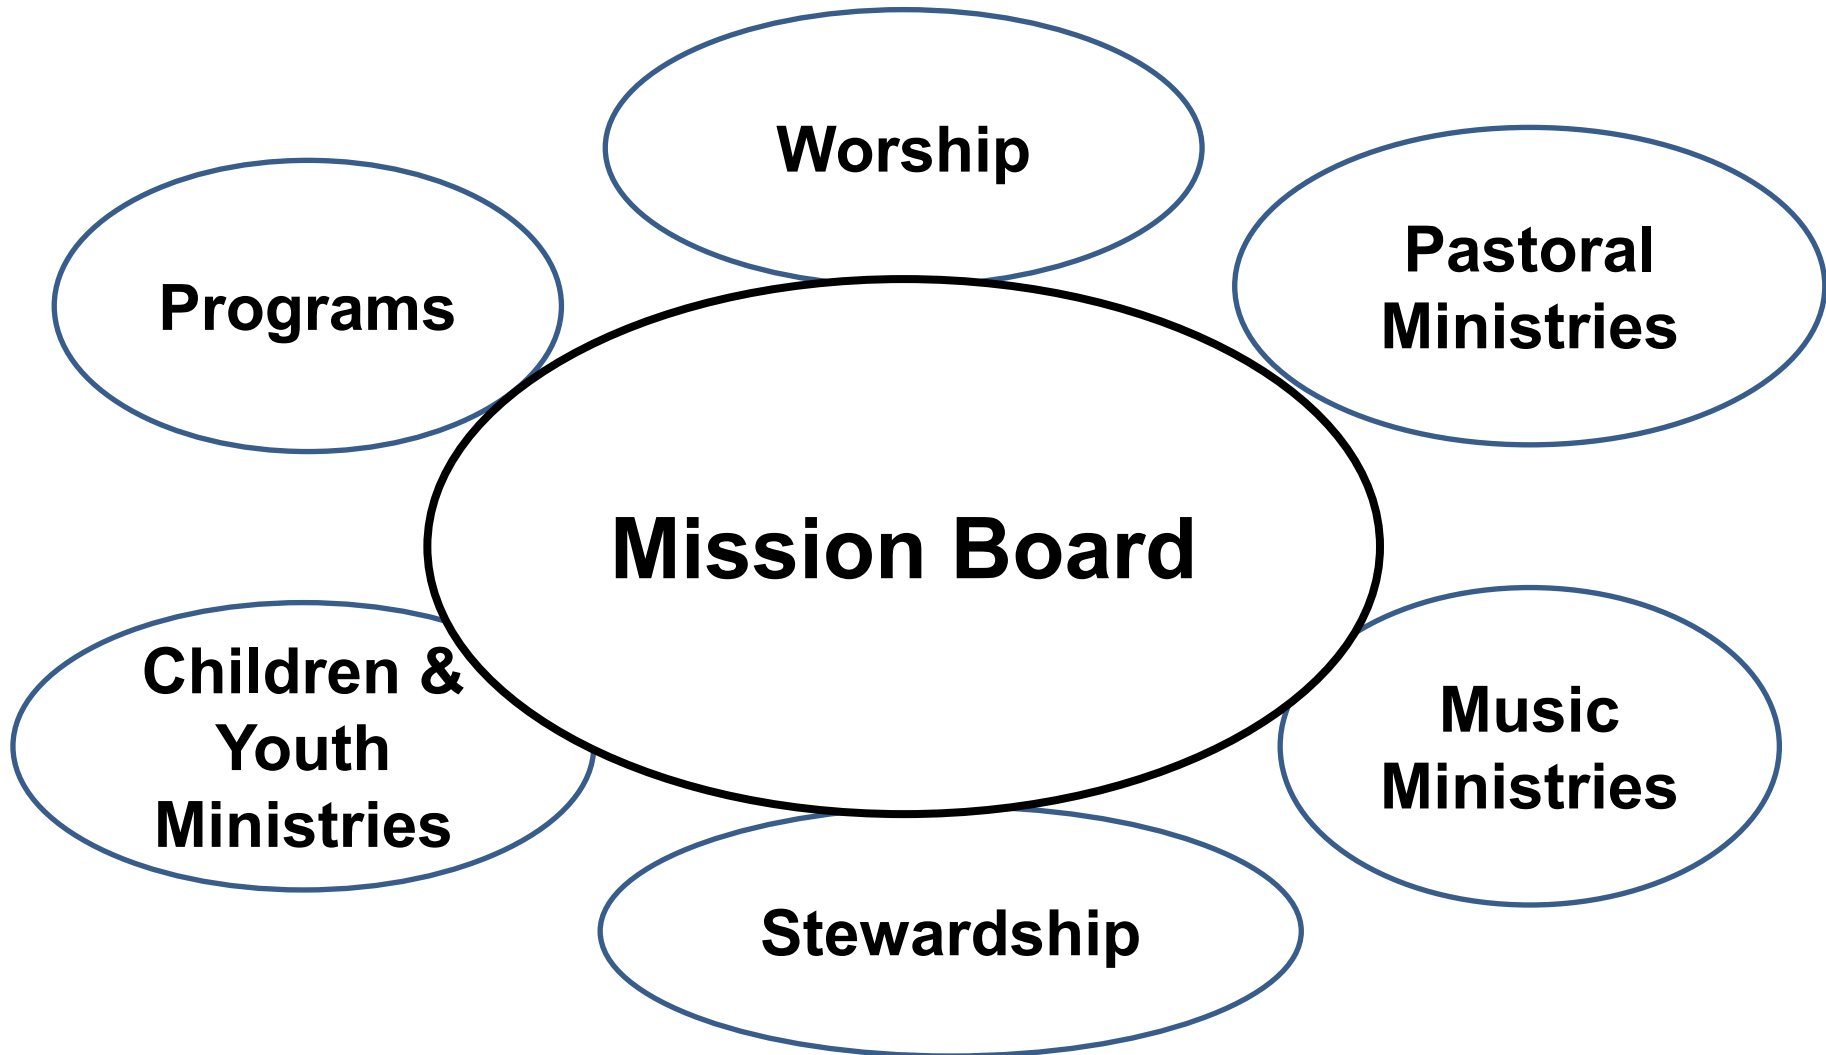 Worship
Pastoral
Ministries
Programs
Mission Board
Children &
Youth
Ministries
Music
Ministries
Stewardship